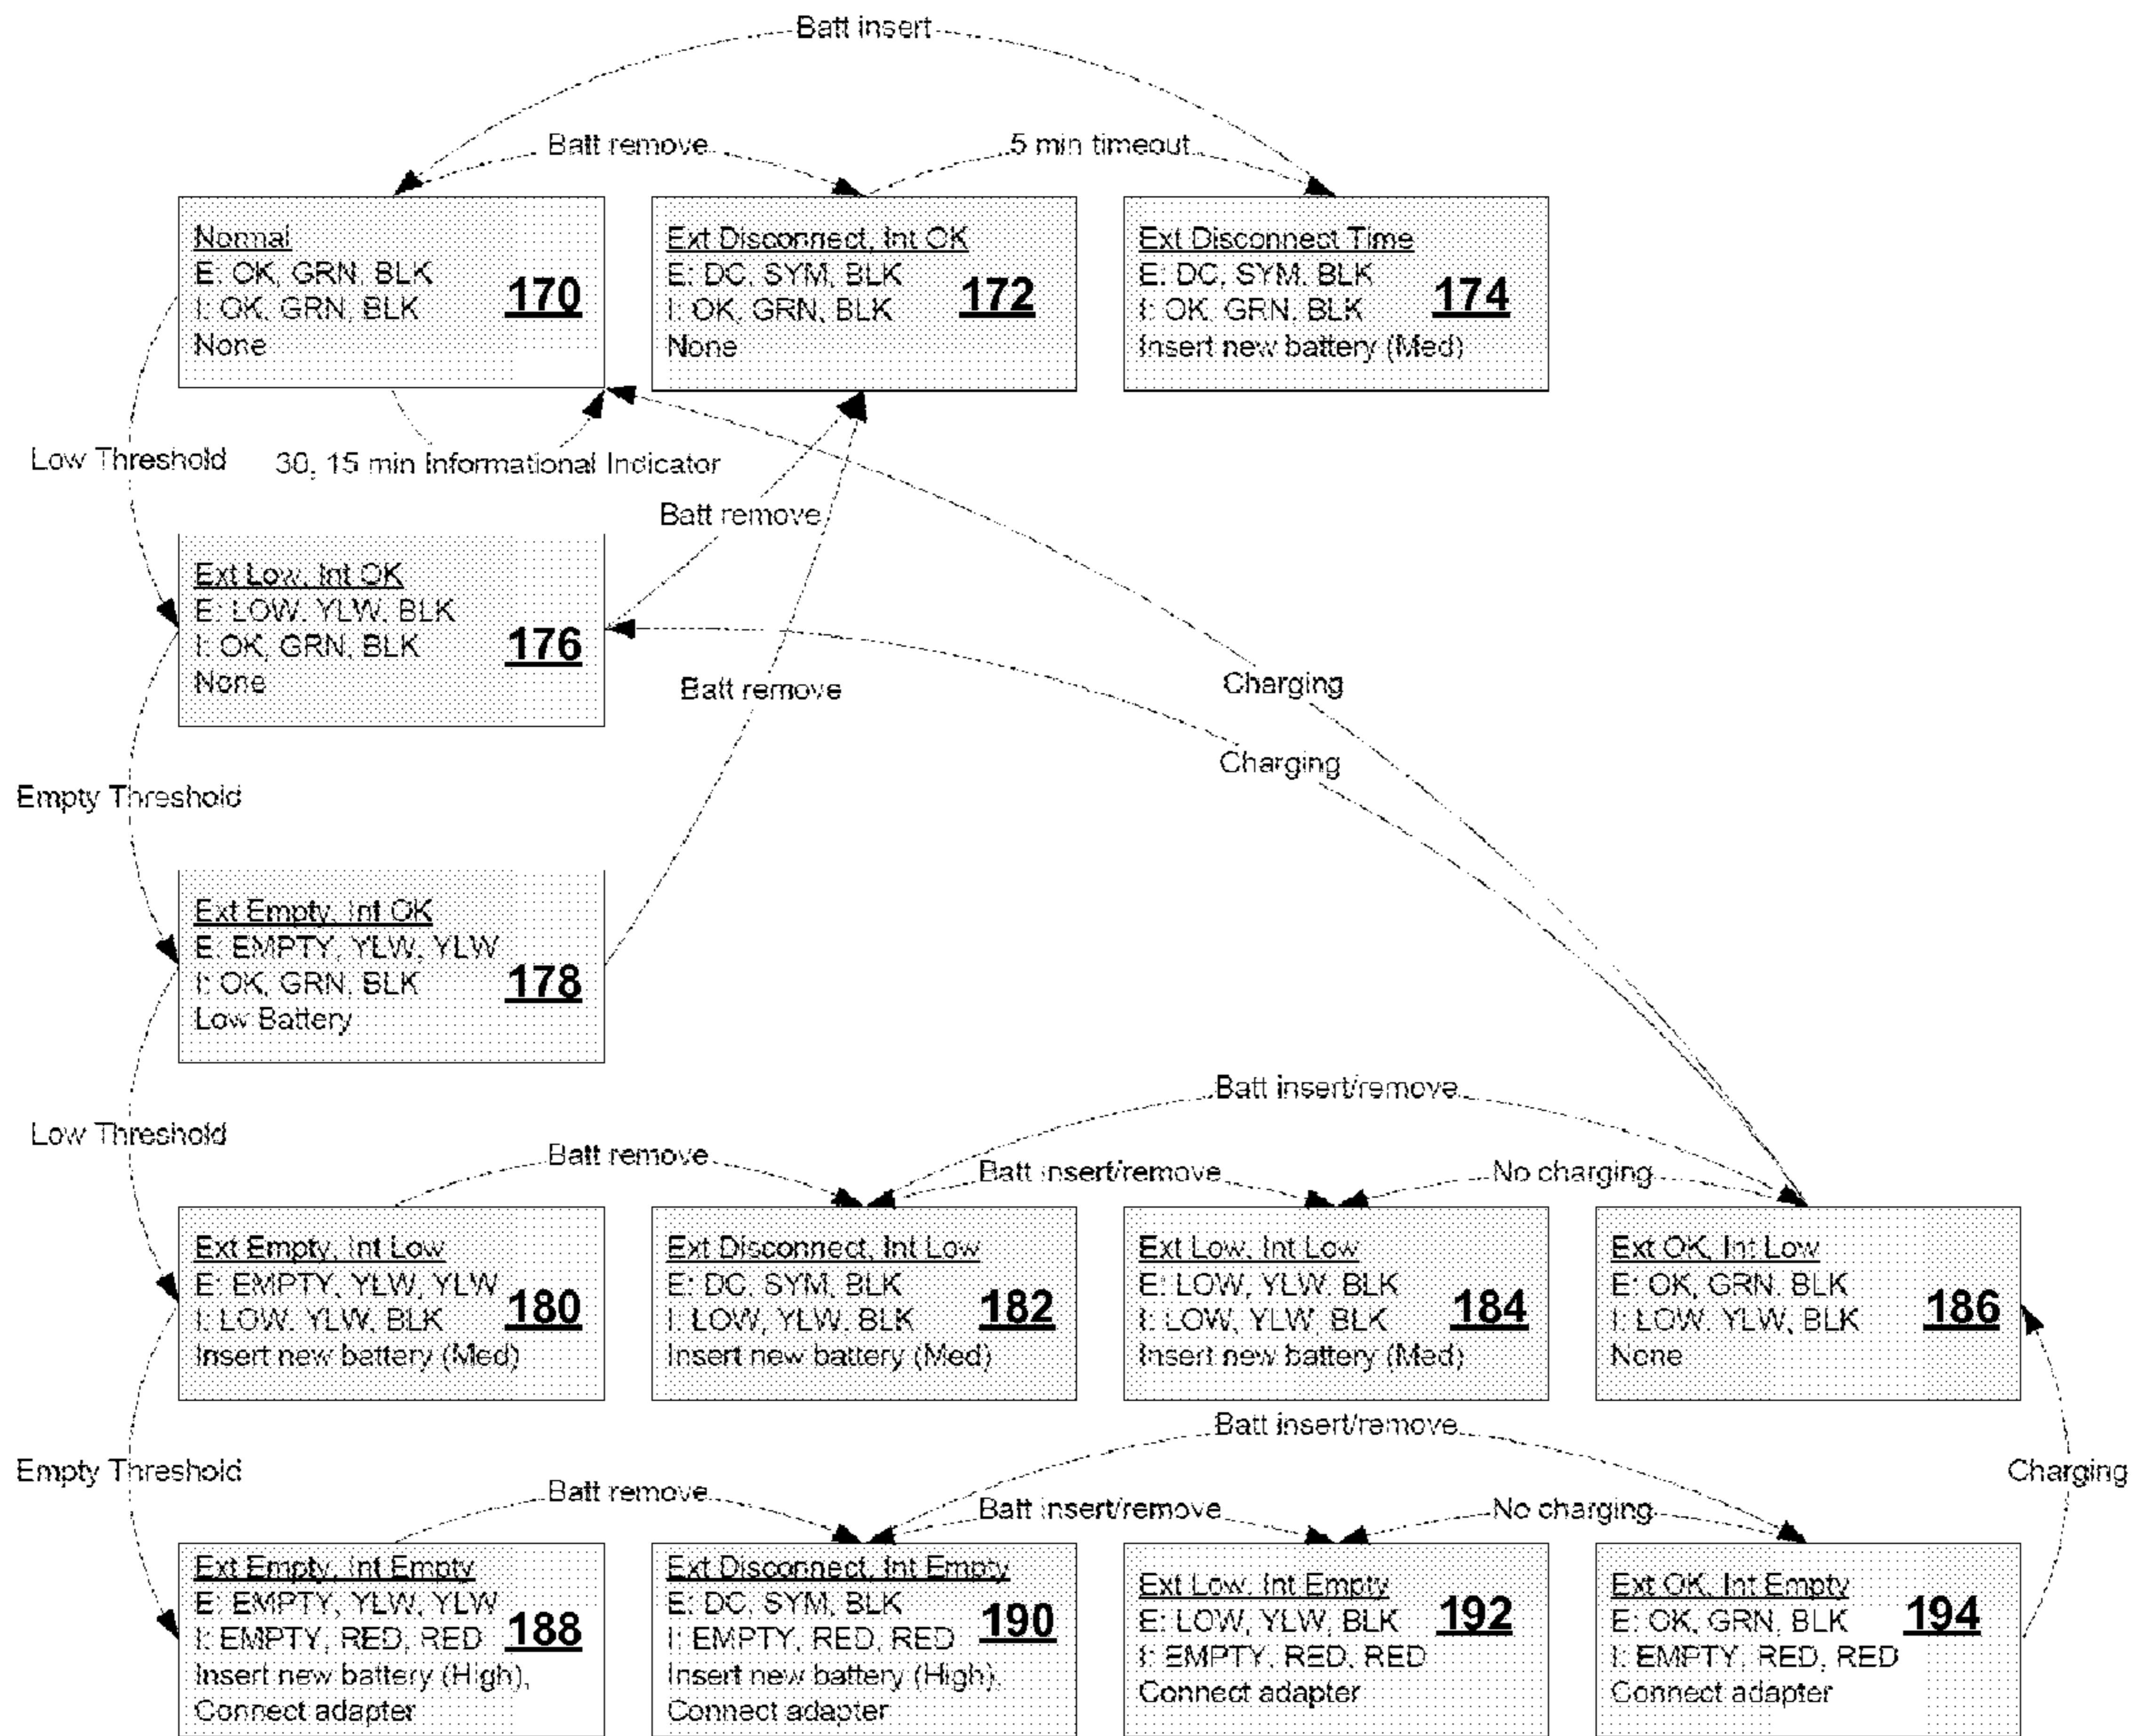 Batt insert
Batt remove
5 min timeout
Normal
E: OK, GRN, BLK
I: OK, GRN, BLK
None
170
Ext Disconnect, Int OK
E: DC, SYM, BLK
I: OK, GRN, BLK
None
172
Ext Disconnect Time
E: DC, SYM, BLK
I: OK, GRN, BLK
Insert new battery (Med)
174
Low Threshold
30, 15 min Informational Indicator
Batt remove
Ext Low, Int OK
E: LOW, YLW, BLK
I: OK, GRN, BLK
None
176
Batt remove
Charging
Charging
Empty Threshold
Ext Empty, Int OK
E: EMPTY, YLW, YLW
I: OK, GRN, BLK
Low Battery
178
Low Threshold
Batt insert/remove
Batt remove
Batt insert/remove
No charging
Ext Empty, Int Low
E: EMPTY, YLW, YLW
I: LOW, YLW, BLK
Insert new battery (Med)
180
Ext Disconnect, Int Low
E: DC, SYM, BLK
I: LOW, YLW, BLK
Insert new battery (Med)
182
Ext Low, Int Low
E: LOW, YLW, BLK
I: LOW, YLW, BLK
Insert new battery (Med)
184
Ext OK, Int Low
E: OK, GRN, BLK
I: LOW, YLW, BLK
None
186
Empty Threshold
Batt insert/remove
Batt remove
Batt insert/remove
No charging
Charging
Ext Empty, Int Empty
E: EMPTY, YLW, YLW
I: EMPTY, RED, RED
Insert new battery (High),
Connect adapter
188
Ext Disconnect, Int Empty
E: DC, SYM, BLK
I: EMPTY, RED, RED
Insert new battery (High),
Connect adapter
190
Ext Low, Int Empty
E: LOW, YLW, BLK
I: EMPTY, RED, RED
Connect adapter
192
Ext OK, Int Empty
E: OK, GRN, BLK
I: EMPTY, RED, RED
Connect adapter
194